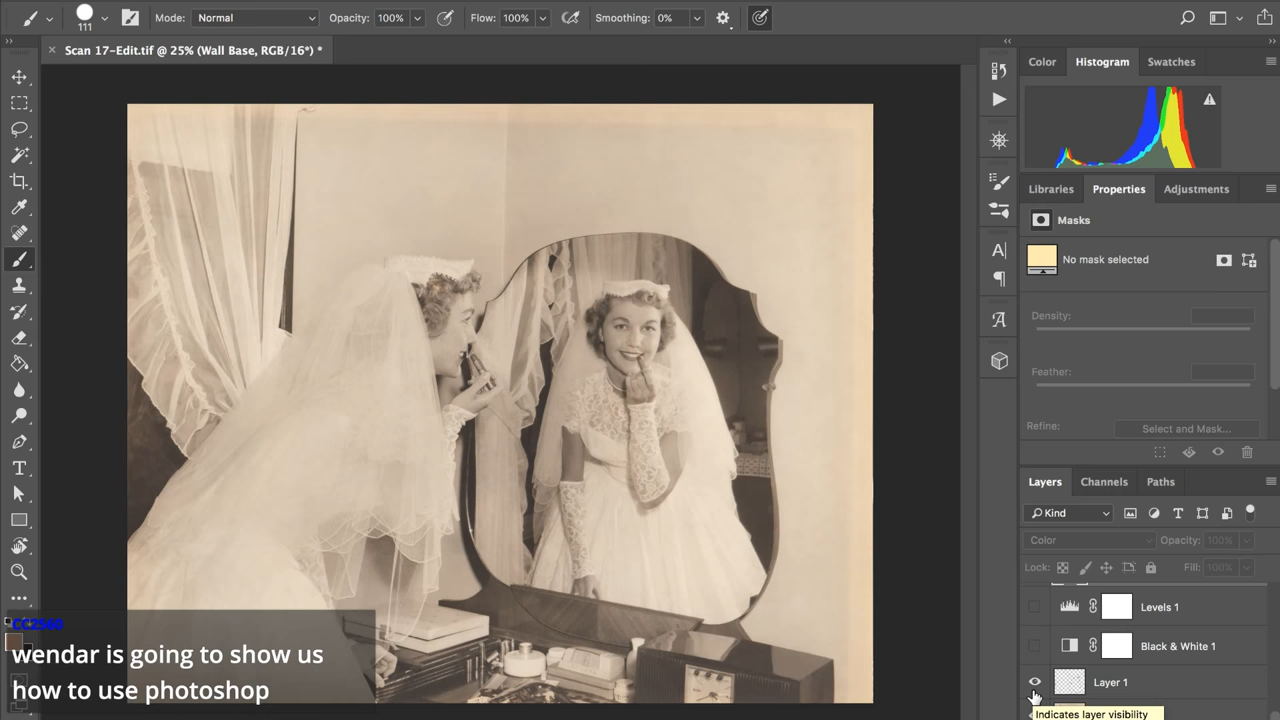 111
Mode: Normal
Opacity: 100%
Flow: 100%
Smoothing: 0%
Scan 17-Edit.tif @ 25% (Wall Base, RGB/16*) *
Color Histogram Swatches
Libraries Properties Adjustments
Masks
No mask selected
Density:
Feather:
Refine: Select and Mask...
Layers Channels Paths
Kind
Color Opacity: 100%
Lock: Fill: 100%
Levels 1
Black & White 1
Layer 1
Indicates layer visibility
CC2560
wendar is going to show us
how to use photoshop